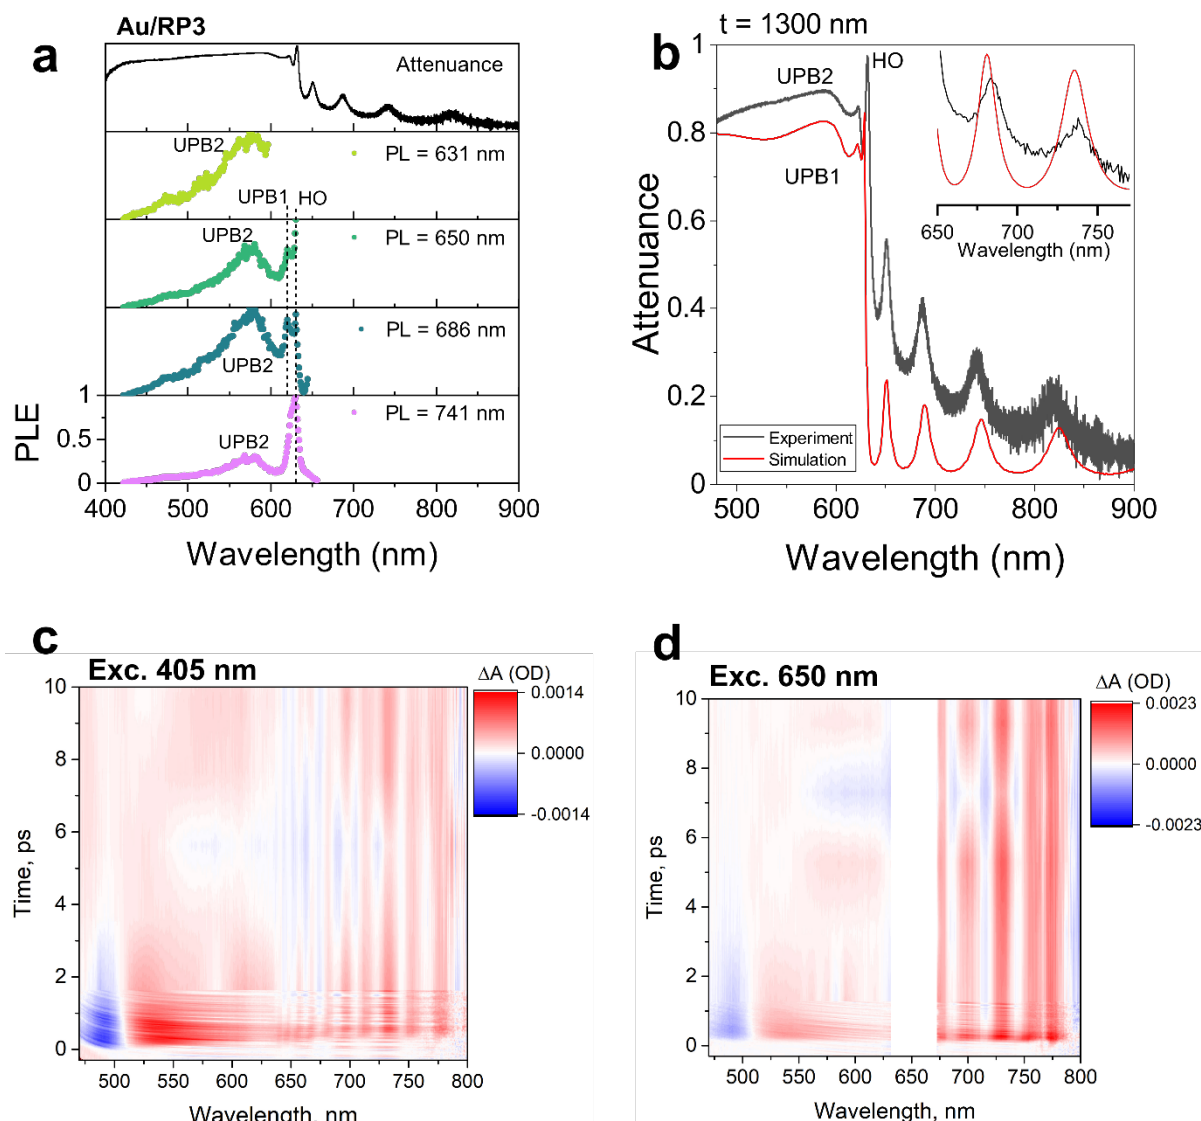 a
Au/RP3
Attenuance
UPB2
PL = 631 nm
UPB1
HO
UPB2
PL = 650 nm
UPB2
PL = 686 nm
1
UPB2
PL = 741 nm
0.5
0
PLE
400 500 600 700 800 900
Wavelength (nm)
b
t = 1300 nm
1
0.8
0.6
0.4
0.2
0
Attenuance
UPB2
HO
UPB1
650 700 750
Wavelength (nm)
Experiment
Simulation
500 600 700 800 900
Wavelength (nm)
c
Exc. 405 nm
ΔA (OD)
0.0014
0.0000
-0.0014
10
8
6
4
2
0
Time, ps
500 550 600 650 700 750 800
Wavelength, nm
d
Exc. 650 nm
ΔA (OD)
0.0023
0.0000
-0.0023
10
8
6
4
2
0
Time, ps
500 550 600 650 700 750 800
Wavelength, nm